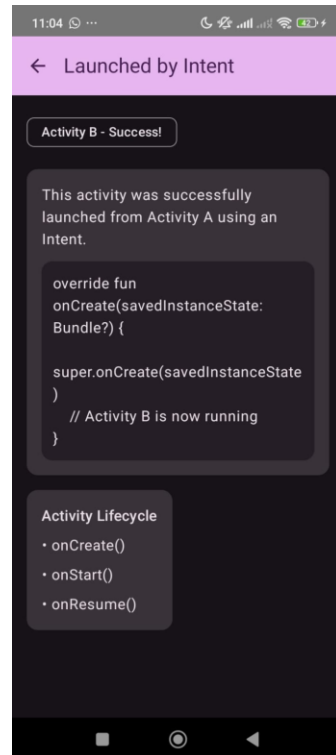 11:04
Launched by Intent
Activity B - Success!
This activity was successfully
launched from Activity A using an
Intent.
override fun
onCreate(savedInstanceState:
Bundle?) {
super.onCreate(savedInstanceState
)
// Activity B is now running
}
Activity Lifecycle
• onCreate()
• onStart()
• onResume()